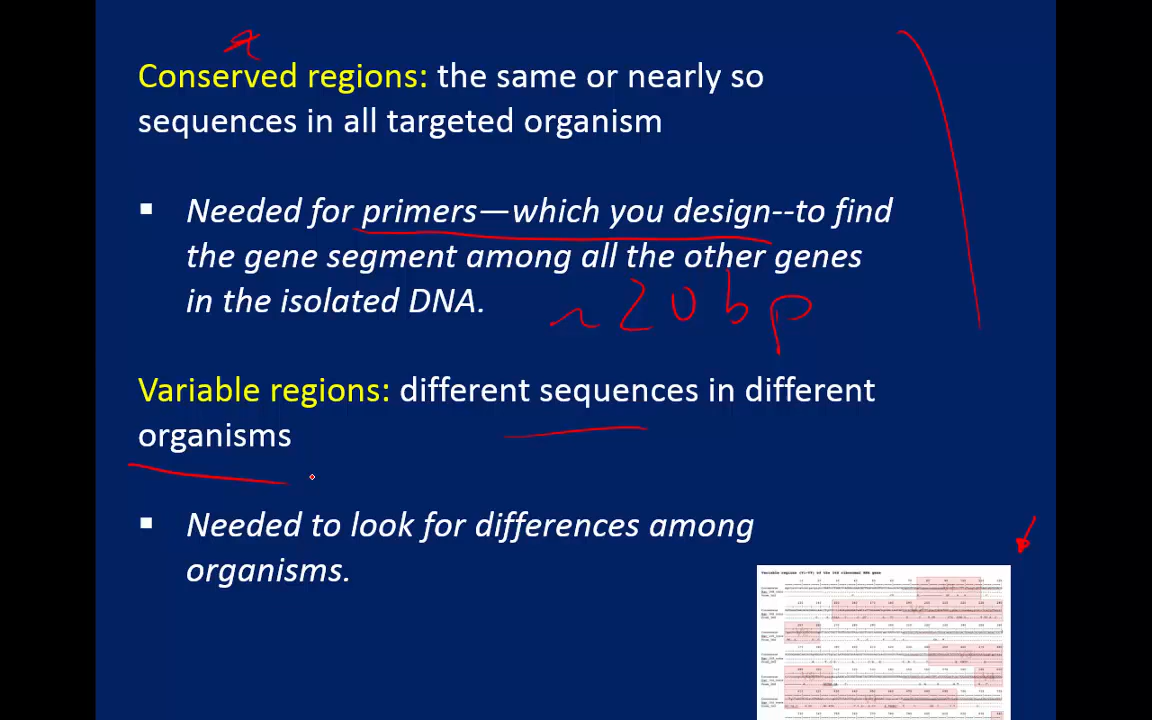 Conserved regions: the same or nearly so
sequences in all targeted organism
Needed for primers—which you design--to find
the gene segment among all the other genes
in the isolated DNA.
~20bp
Variable regions: different sequences in different
organisms
Needed to look for differences among
organisms.